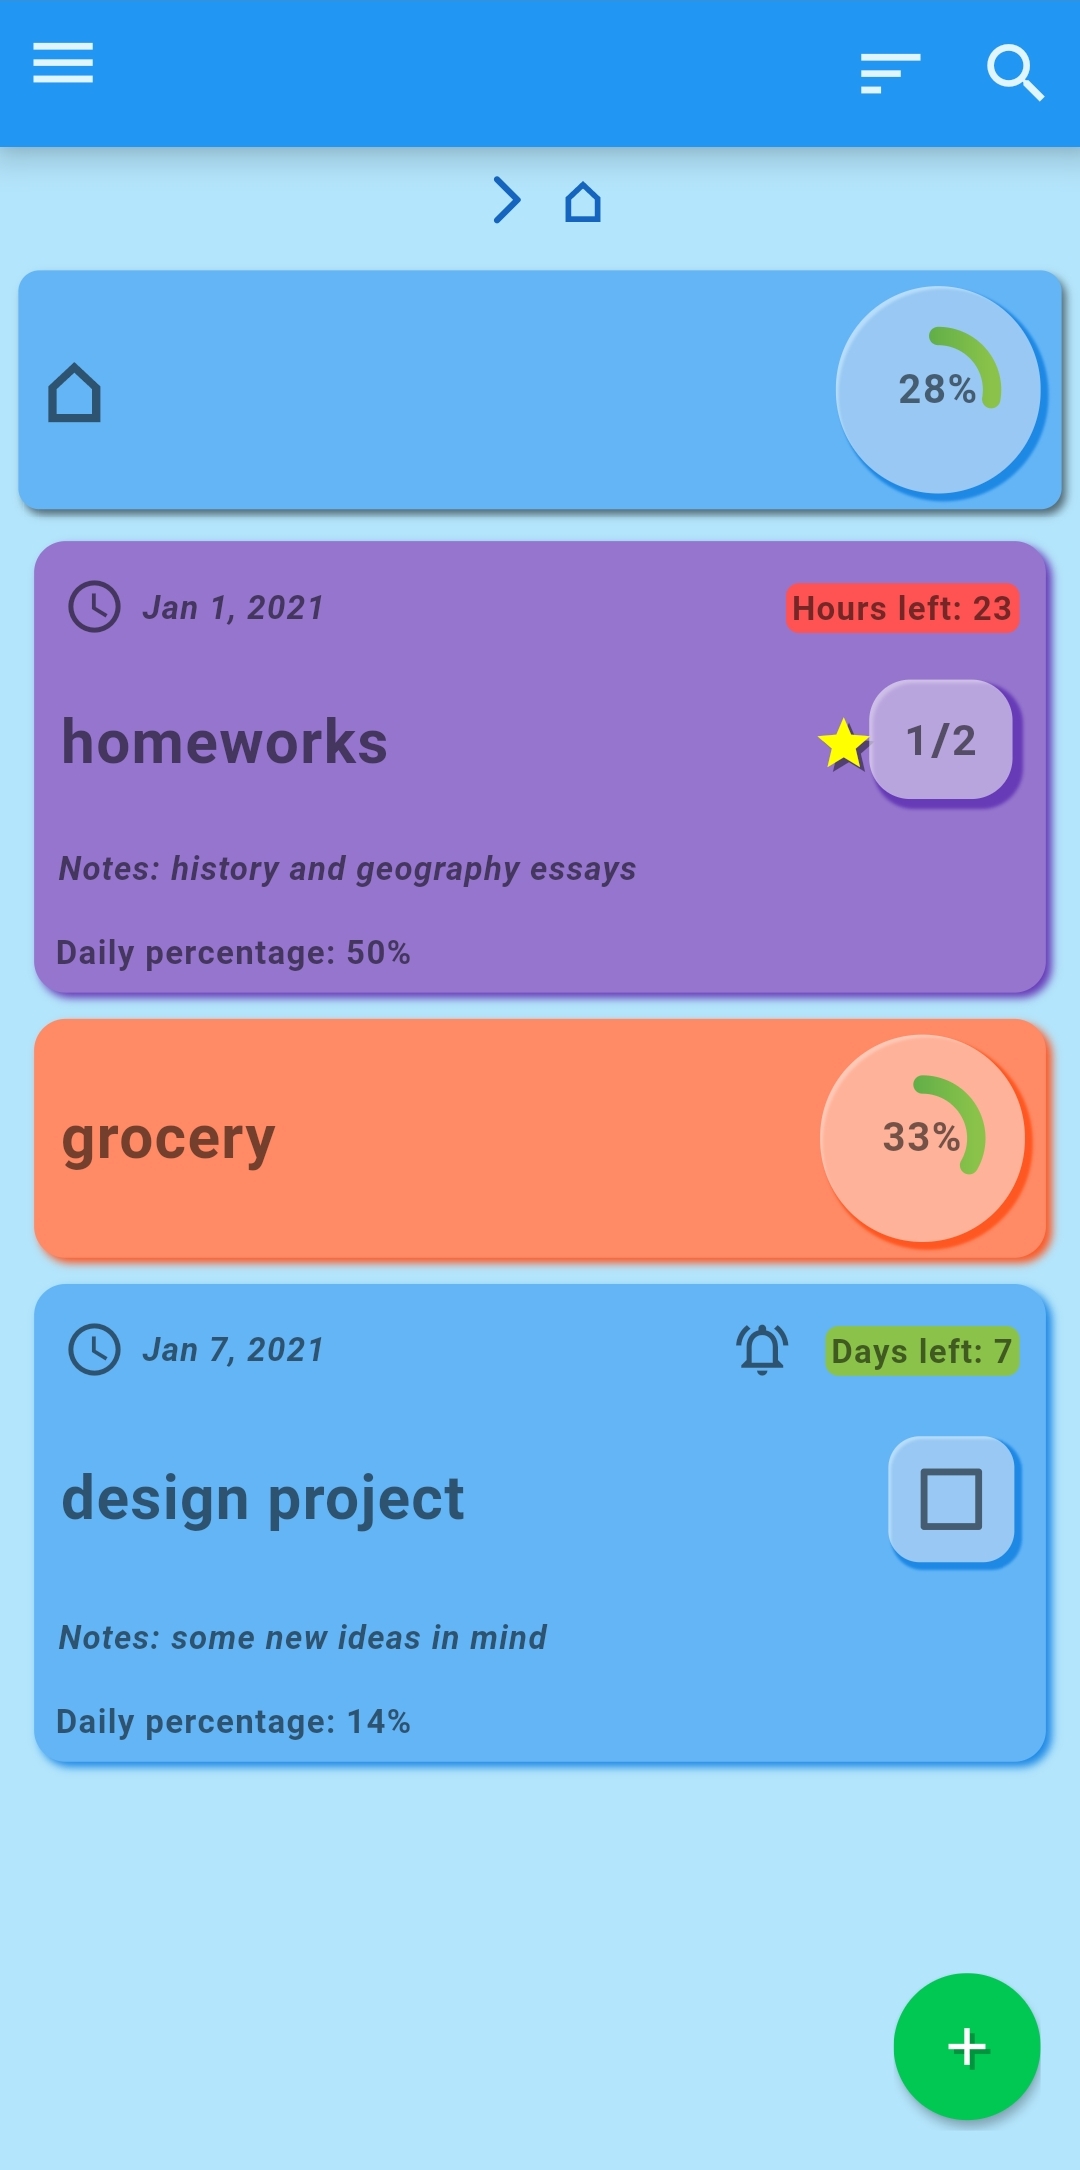 28%
Jan 1, 2021
Hours left: 23
homeworks
1/2
Notes: history and geography essays
Daily percentage: 50%
grocery
33%
Jan 7, 2021
Days left: 7
design project
Notes: some new ideas in mind
Daily percentage: 14%